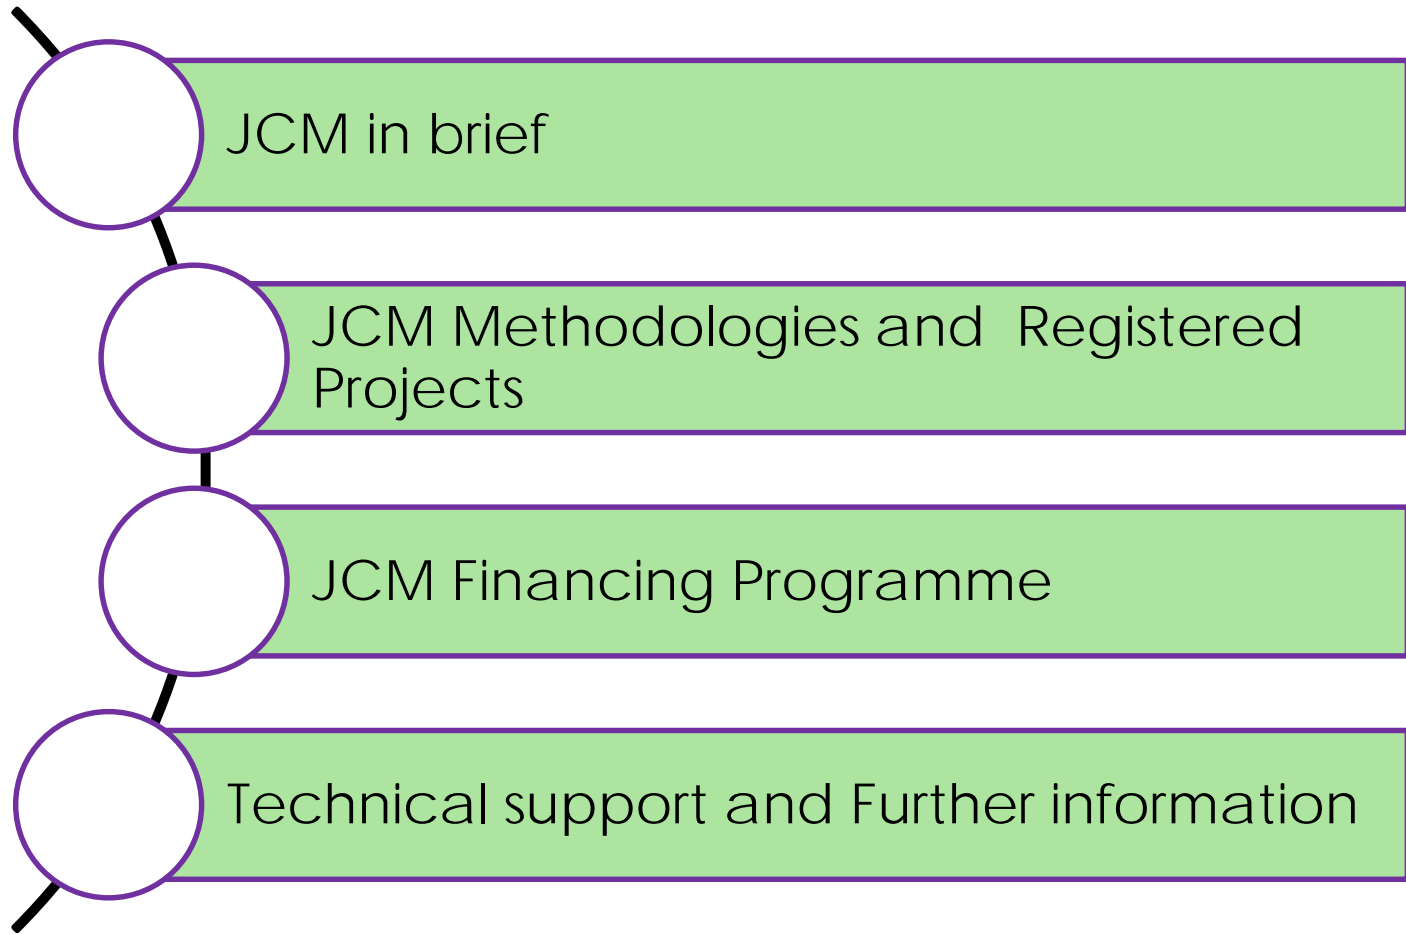 JCM in brief
JCM Methodologies and  Registered
Projects
JCM Financing Programme
Technical support and Further information